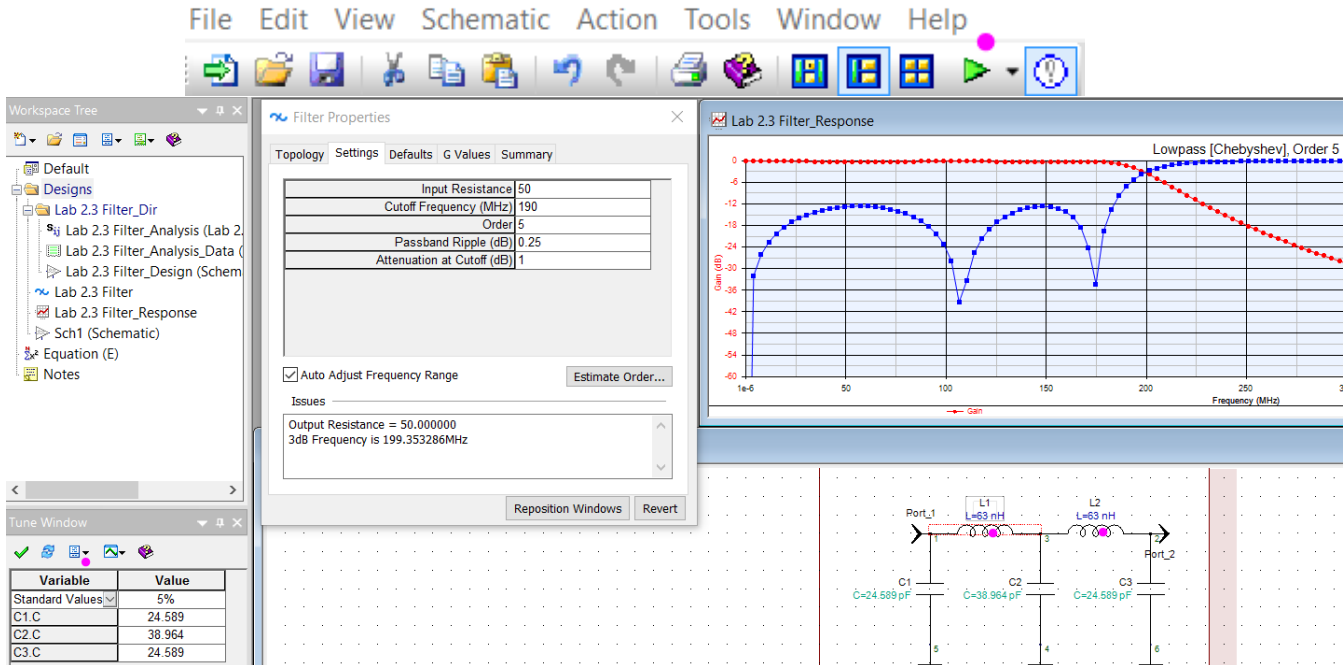 File Edit View Schematic Action Tools Window Help
Workspace Tree
Default
Designs
Lab 2.3 Filter_Dir
Sij Lab 2.3 Filter_Analysis (Lab 2.
Lab 2.3 Filter_Analysis_Data (
Lab 2.3 Filter_Design (Schem
Lab 2.3 Filter
Lab 2.3 Filter_Response
Sch1 (Schematic)
Equation (E)
Notes
Filter Properties
Topology Settings Defaults G Values Summary
Input Resistance 50
Cutoff Frequency (MHz) 190
Order 5
Passband Ripple (dB) 0.25
Attenuation at Cutoff (dB) 1
Auto Adjust Frequency Range
Estimate Order...
Issues
Output Resistance = 50.000000
3dB Frequency is 199.353286MHz
Reposition Windows Revert
Lab 2.3 Filter_Response
Lowpass [Chebyshev], Order 5
Gain (dB)
0
-6
-12
-18
-24
-30
-36
-42
-48
-54
-60
1e-6 50 100 150 200 250 3
Frequency (MHz)
Gain
Tune Window
Variable Value
Standard Values 5%
C1.C 24.589
C2.C 38.964
C3.C 24.589
L1 L2
Port_1 L=63 nH L=63 nH
1 3 2
Port_2
C1 C2 C3
C=24.589 pF C=38.964 pF C=24.589 pF
5 4 6